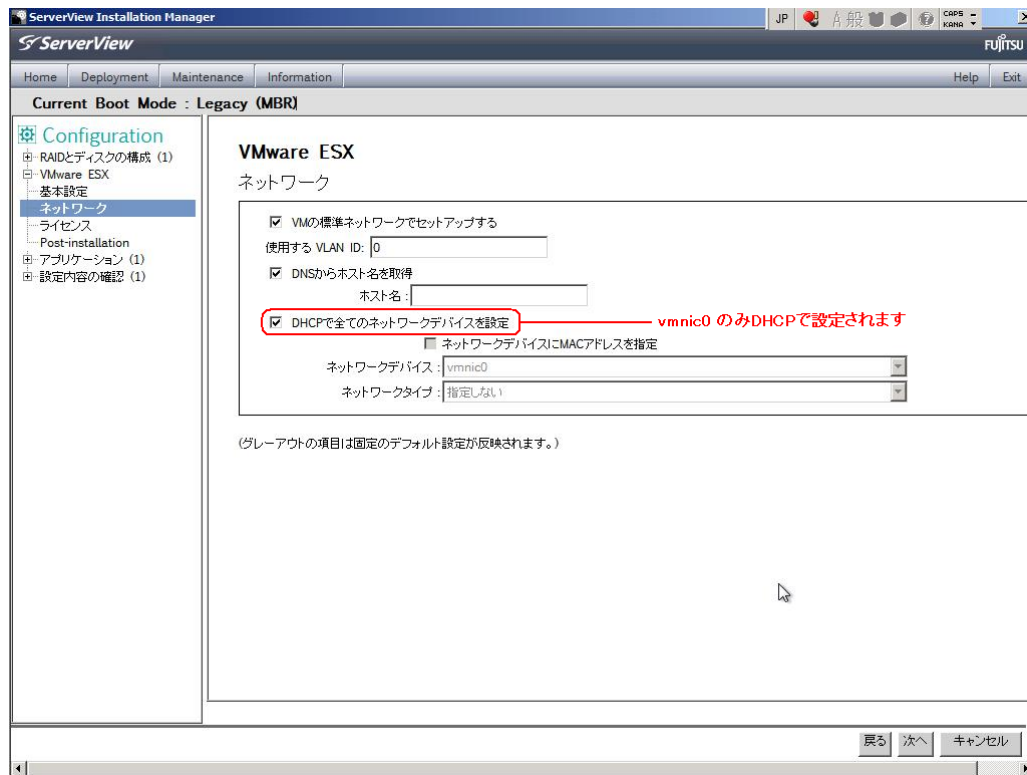 ServerView Installation Manager
JP A 般 CAPS KANA
ServerView
FUJITSU
Home Deployment Maintenance Information Help Exit
Current Boot Mode : Legacy (MBR)
Configuration
RAIDとディスクの構成 (1)
VMware ESX
基本設定
ネットワーク
ライセンス
Post-installation
アプリケーション (1)
設定内容の確認 (1)
VMware ESX
ネットワーク
VMの標準ネットワークでセットアップする
使用する VLAN ID: 0
DNSからホスト名を取得
ホスト名 :
DHCPで全てのネットワークデバイスを設定
vmnic0 のみDHCPで設定されます
ネットワークデバイスにMACアドレスを指定
ネットワークデバイス : vmnic0
ネットワークタイプ : 指定しない
(グレーアウトの項目は固定のデフォルト設定が反映されます。)
戻る 次へ キャンセル